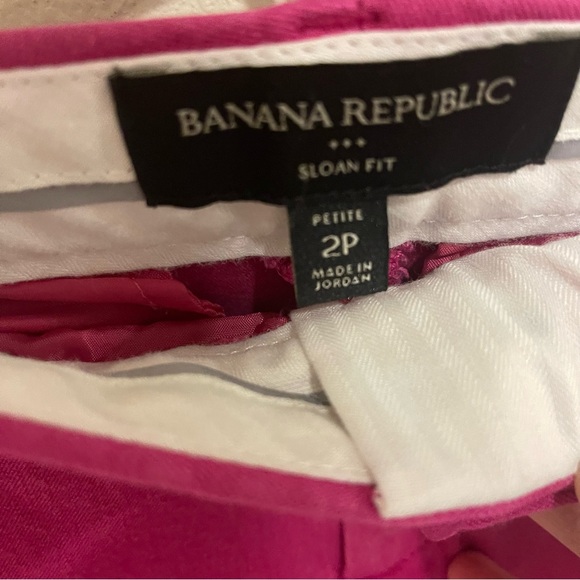 BANANA REPUBLIC
SLOAN FIT
PETITE
2P
MADE IN
JORDAN